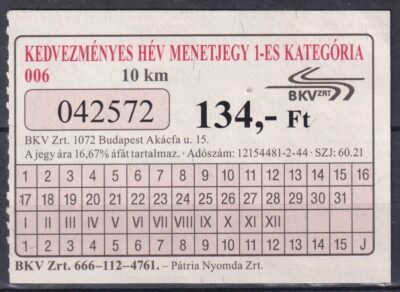 KEDVEZMÉNYES HÉV MENETJEGY 1-ES KATEGÓRIA
006 10 km
BKV ZRT
042572 134,- Ft
BKV Zrt. 1072 Budapest Akácfa u. 15.
A jegy ára 16,67% áfát tartalmaz. · Adószám: 12154481-2-44 · SZJ: 60.21
1 2 3 4 5 6 7 8 9 10 11 12 13 14 15 16
17 18 19 20 21 22 23 24 25 26 27 28 29 30 31
I II III IV V VI VII VIII IX X XI XII
1 2 3 4 5 6 7 8 9 10 11 12 13 14 15 J
BKV Zrt. 666-112-4761. - Pátria Nyomda Zrt.